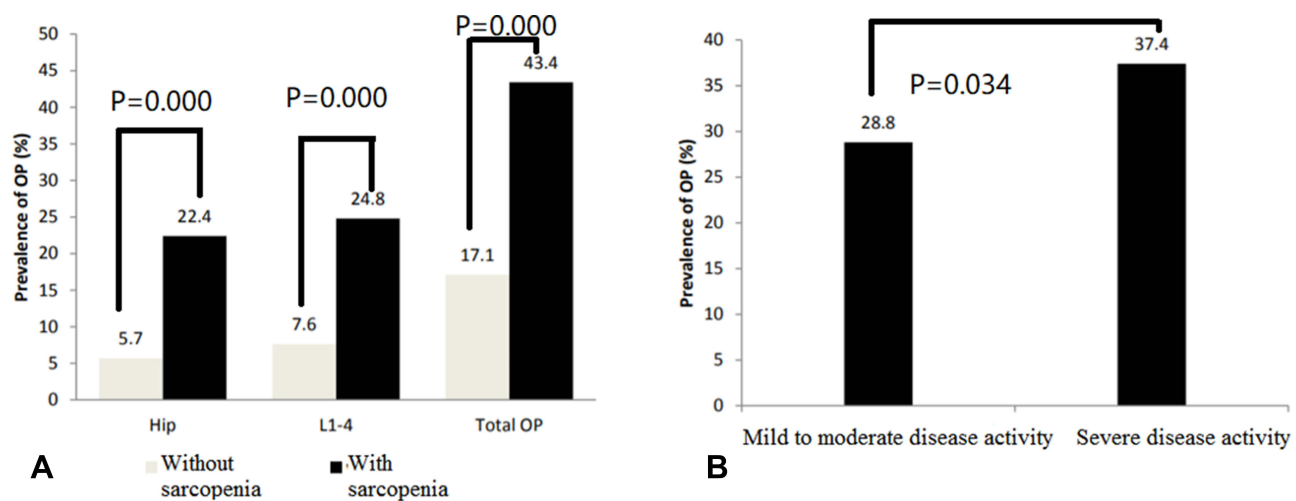 Prevalence of OP (%)
50
45
40
35
30
25
20
15
10
5
0
P=0.000
P=0.000
P=0.000
5.7
22.4
7.6
24.8
17.1
43.4
Hip
L1-4
Total OP
A
Without
sarcopenia
With
sarcopenia
Prevalence of OP (%)
40
35
30
25
20
15
10
5
0
P=0.034
28.8
37.4
Mild to moderate disease activity
Severe disease activity
B